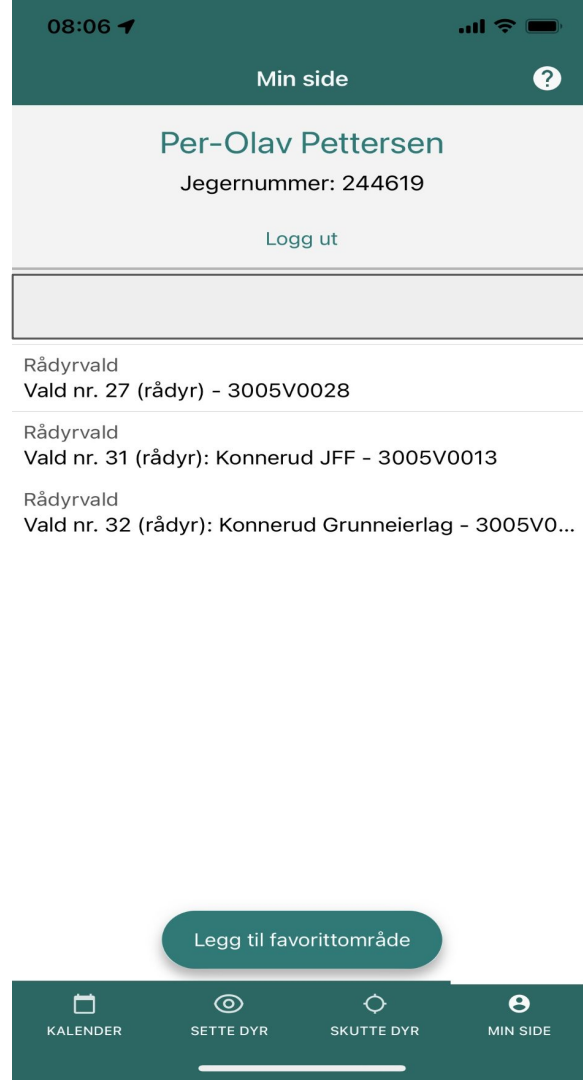 08:06
Min side
?
Per-Olav Pettersen
Jegernummer: 244619
Logg ut
Rådyrvald
Vald nr. 27 (rådyr) - 3005V0028
Rådyrvald
Vald nr. 31 (rådyr): Konnerud JFF - 3005V0013
Rådyrvald
Vald nr. 32 (rådyr): Konnerud Grunneierlag - 3005V0...
Legg til favorittområde
KALENDER
SETTE DYR
SKUTTE DYR
MIN SIDE